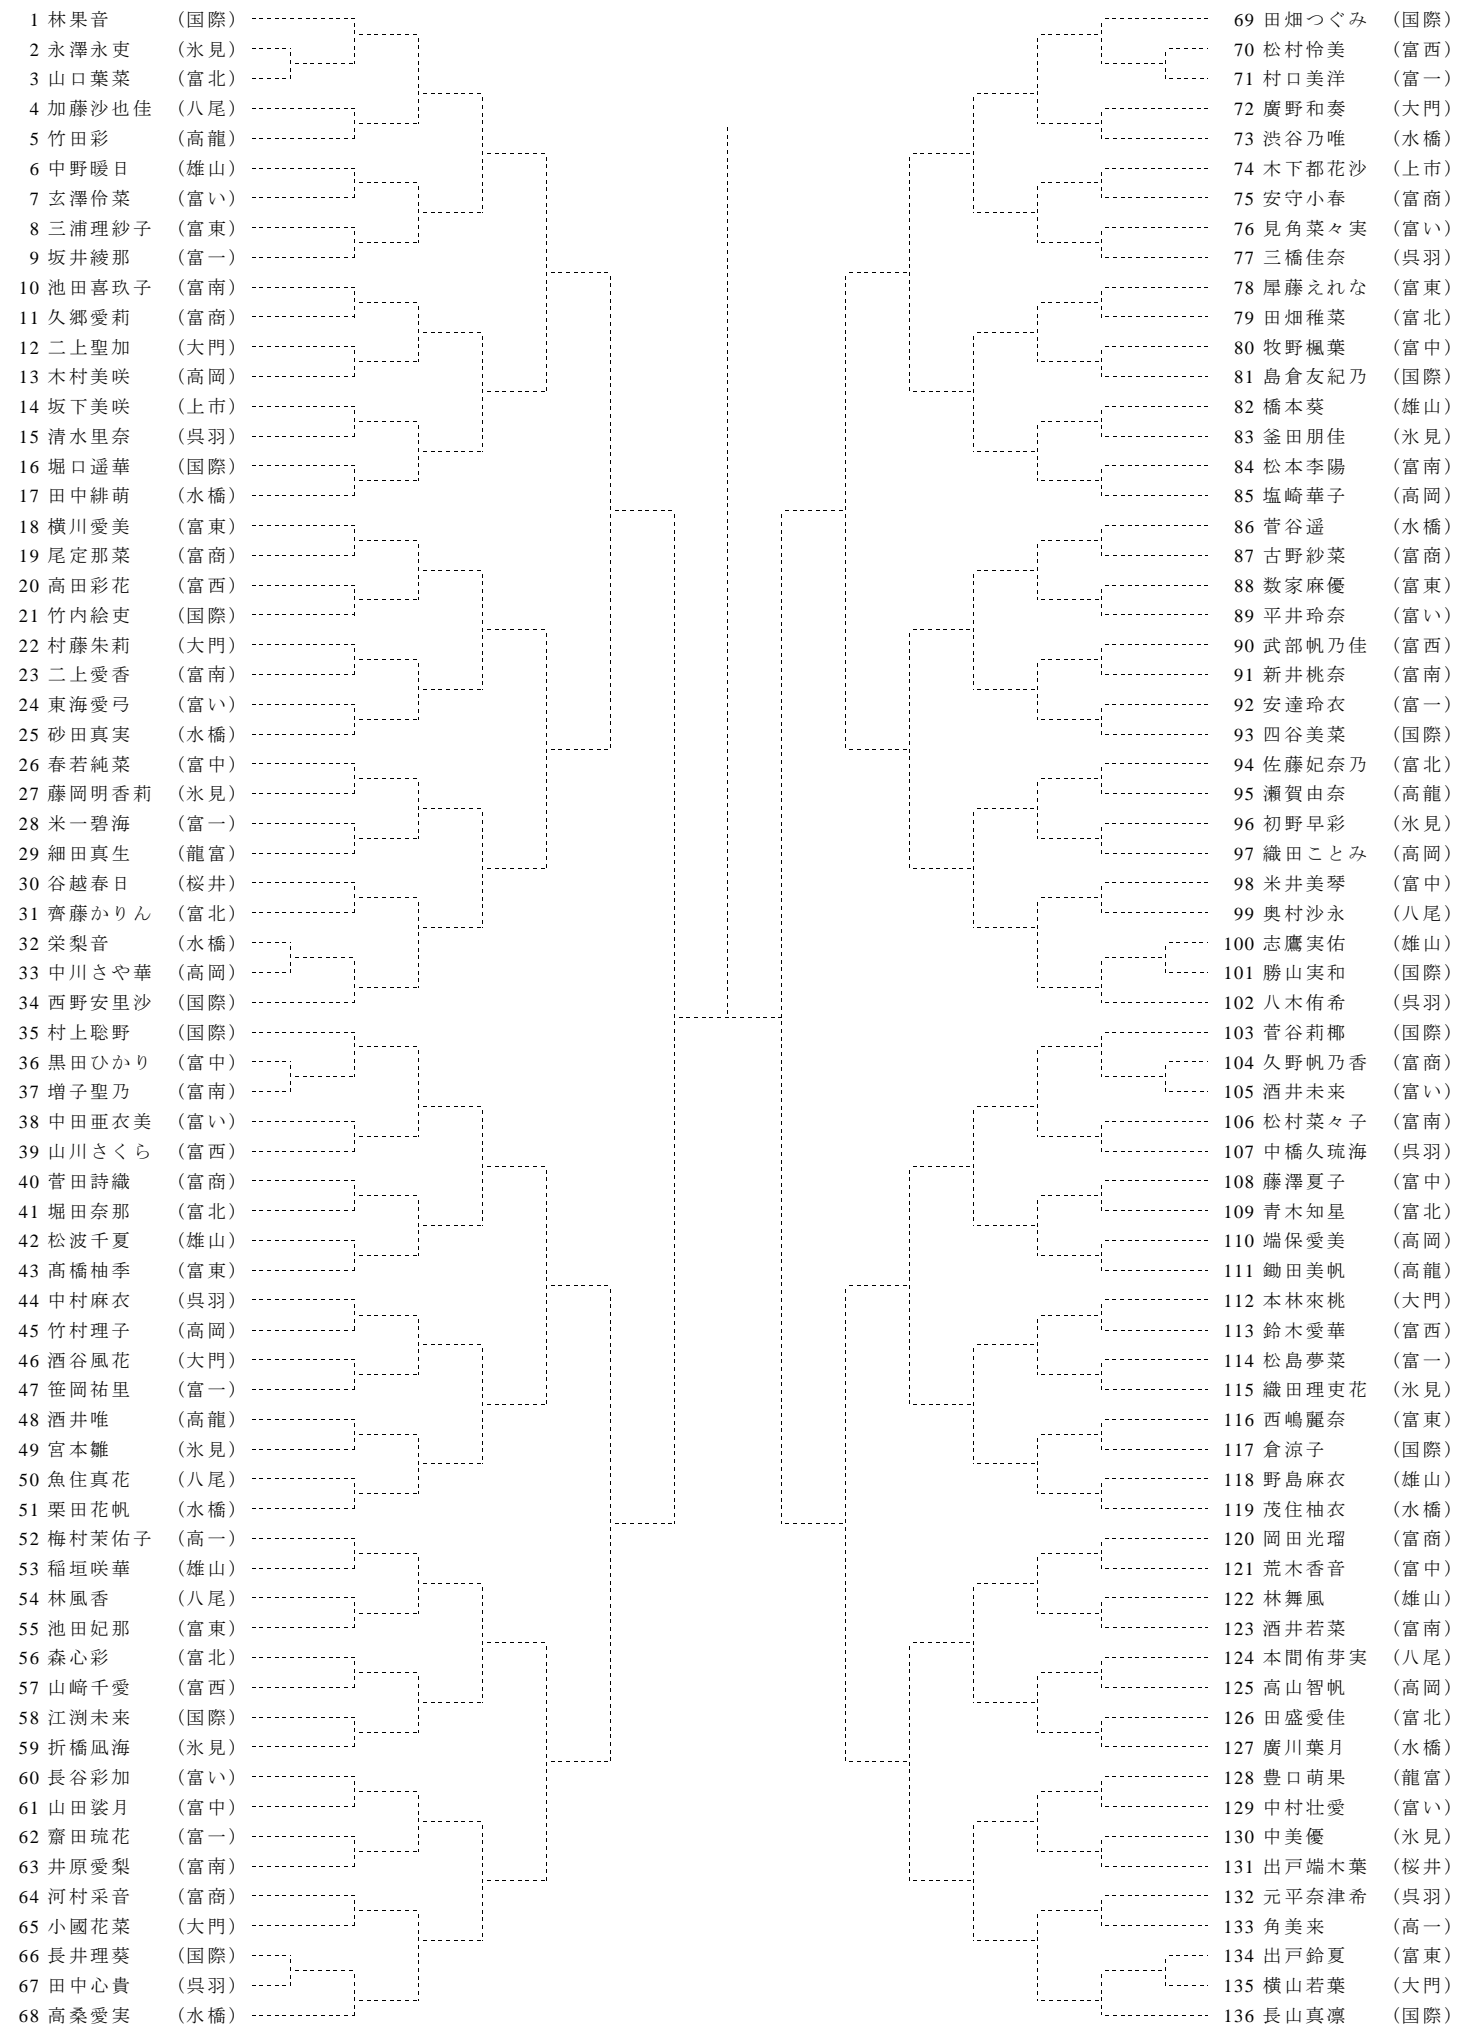 1 林果音 (国際)
2 永澤永吏 (氷見)
3 山口葉菜 (富北)
4 加藤沙也佳 (八尾)
5 竹田彩 (高龍)
6 中野暖日 (雄山)
7 玄澤伶菜 (富い)
8 三浦理紗子 (富東)
9 坂井綾那 (富一)
10 池田喜玖子 (富南)
11 久郷愛莉 (富商)
12 二上聖加 (大門)
13 木村美咲 (高岡)
14 坂下美咲 (上市)
15 清水里奈 (呉羽)
16 堀口遥華 (国際)
17 田中緋萌 (水橋)
18 横川愛美 (富東)
19 尾定那菜 (富商)
20 高田彩花 (富西)
21 竹内絵吏 (国際)
22 村藤朱莉 (大門)
23 二上愛香 (富南)
24 東海愛弓 (富い)
25 砂田真実 (水橋)
26 春若純菜 (富中)
27 藤岡明香莉 (氷見)
28 米一碧海 (富一)
29 細田真生 (龍富)
30 谷越春日 (桜井)
31 齊藤かりん (富北)
32 栄梨音 (水橋)
33 中川さや華 (高岡)
34 西野安里沙 (国際)
35 村上聡野 (国際)
36 黒田ひかり (富中)
37 増子聖乃 (富南)
38 中田亜衣美 (富い)
39 山川さくら (富西)
40 菅田詩織 (富商)
41 堀田奈那 (富北)
42 松波千夏 (雄山)
43 髙橋柚季 (富東)
44 中村麻衣 (呉羽)
45 竹村理子 (高岡)
46 酒谷風花 (大門)
47 笹岡祐里 (富一)
48 酒井唯 (高龍)
49 宮本雛 (氷見)
50 魚住真花 (八尾)
51 栗田花帆 (水橋)
52 梅村茉佑子 (高一)
53 稲垣咲華 (雄山)
54 林風香 (八尾)
55 池田妃那 (富東)
56 森心彩 (富北)
57 山﨑千愛 (富西)
58 江渕未来 (国際)
59 折橋凪海 (氷見)
60 長谷彩加 (富い)
61 山田裟月 (富中)
62 齋田琉花 (富一)
63 井原愛梨 (富南)
64 河村采音 (富商)
65 小國花菜 (大門)
66 長井理葵 (国際)
67 田中心貴 (呉羽)
68 高桑愛実 (水橋)
69 田畑つぐみ (国際)
70 松村怜美 (富西)
71 村口美洋 (富一)
72 廣野和奏 (大門)
73 渋谷乃唯 (水橋)
74 木下都花沙 (上市)
75 安守小春 (富商)
76 見角菜々実 (富い)
77 三橋佳奈 (呉羽)
78 犀藤えれな (富東)
79 田畑稚菜 (富北)
80 牧野楓葉 (富中)
81 島倉友紀乃 (国際)
82 橋本葵 (雄山)
83 釜田朋佳 (氷見)
84 松本李陽 (富南)
85 塩崎華子 (高岡)
86 菅谷遥 (水橋)
87 古野紗菜 (富商)
88 数家麻優 (富東)
89 平井玲奈 (富い)
90 武部帆乃佳 (富西)
91 新井桃奈 (富南)
92 安達玲衣 (富一)
93 四谷美菜 (国際)
94 佐藤妃奈乃 (富北)
95 瀨賀由奈 (高龍)
96 初野早彩 (氷見)
97 織田ことみ (高岡)
98 米井美琴 (富中)
99 奥村沙永 (八尾)
100 志鷹実佑 (雄山)
101 勝山実和 (国際)
102 八木侑希 (呉羽)
103 菅谷莉椰 (国際)
104 久野帆乃香 (富商)
105 酒井未来 (富い)
106 松村菜々子 (富南)
107 中橋久琉海 (呉羽)
108 藤澤夏子 (富中)
109 青木知星 (富北)
110 端保愛美 (高岡)
111 鋤田美帆 (高龍)
112 本林來桃 (大門)
113 鈴木愛華 (富西)
114 松島夢菜 (富一)
115 織田理吏花 (氷見)
116 西嶋麗奈 (富東)
117 倉涼子 (国際)
118 野島麻衣 (雄山)
119 茂住柚衣 (水橋)
120 岡田光瑠 (富商)
121 荒木香音 (富中)
122 林舞風 (雄山)
123 酒井若菜 (富南)
124 本間侑芽実 (八尾)
125 高山智帆 (高岡)
126 田盛愛佳 (富北)
127 廣川葉月 (水橋)
128 豊口萌果 (龍富)
129 中村壮愛 (富い)
130 中美優 (氷見)
131 出戸端木葉 (桜井)
132 元平奈津希 (呉羽)
133 角美来 (高一)
134 出戸鈴夏 (富東)
135 横山若葉 (大門)
136 長山真凛 (国際)